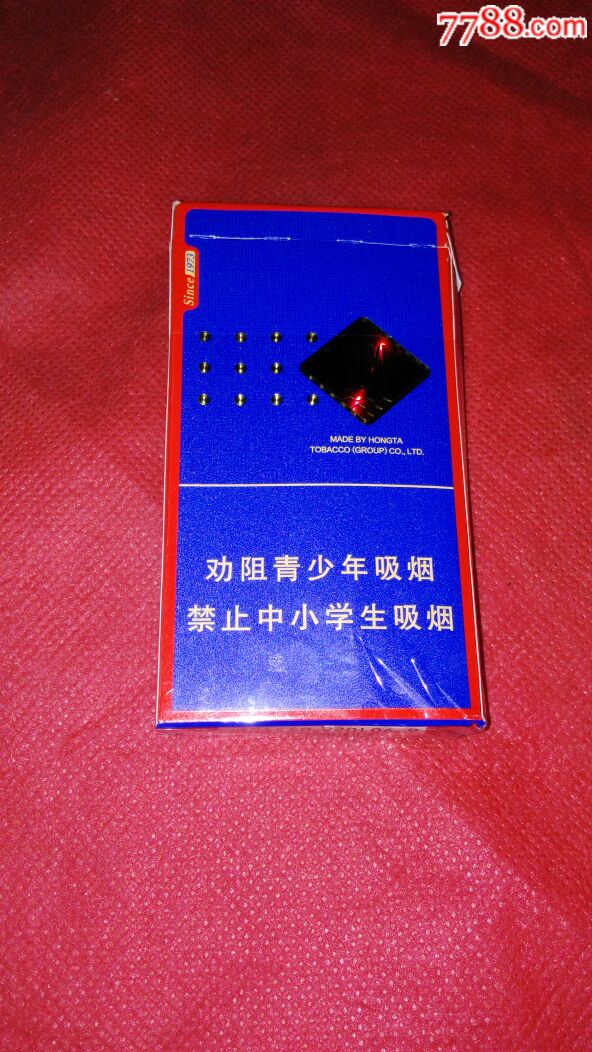 7788.com
Since 1973
MADE BY HONGTA
TOBACCO (GROUP) CO., LTD.
劝阻青少年吸烟
禁止中小学生吸烟